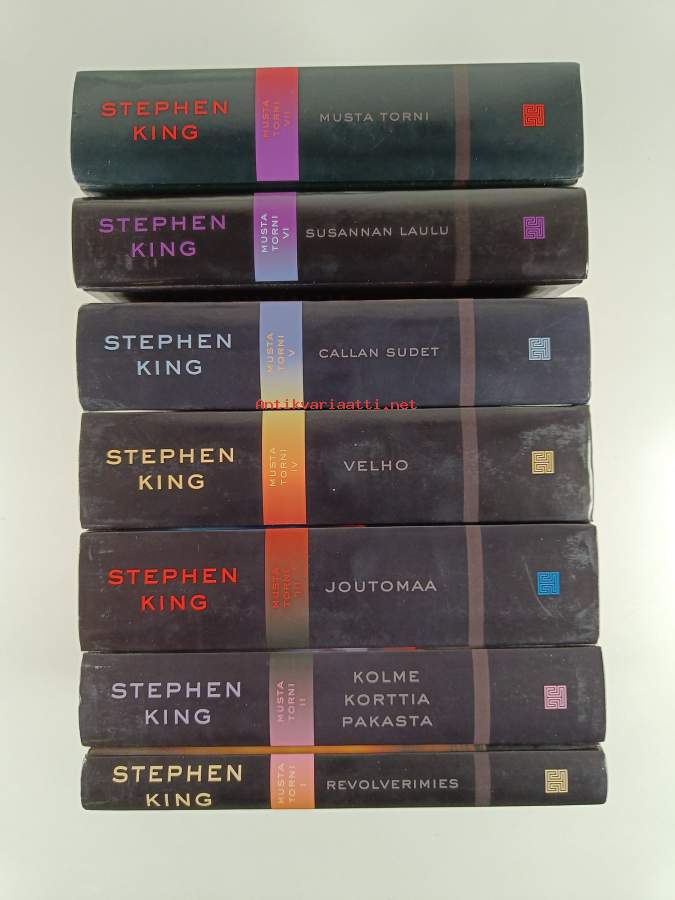 STEPHEN
KING
MUSTA
TORNI
VII
MUSTA TORNI
STEPHEN
KING
MUSTA
TORNI
VI
SUSANNAN LAULU
STEPHEN
KING
MUSTA
TORNI
V
CALLAN SUDET
Antikvariaatti.net
STEPHEN
KING
MUSTA
TORNI
IV
VELHO
STEPHEN
KING
MUSTA
TORNI
III
JOUTOMAA
STEPHEN
KING
MUSTA
TORNI
II
KOLME
KORTTIA
PAKASTA
STEPHEN
KING
MUSTA
TORNI
I
REVOLVERIMIES